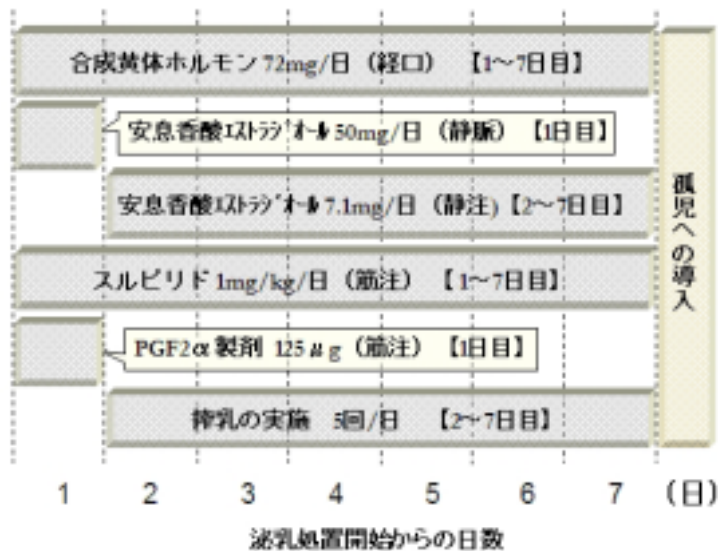 合成黄体ホルモン 72mg/日（経口）　【1～7日目】
安息香酸ｴｽﾄﾗｼﾞｵｰﾙ 50mg/日（静脈）【1日目】
安息香酸ｴｽﾄﾗｼﾞｵｰﾙ 7.1mg/日（静注）【2～7日目】
スルピリド 1mg/kg/日（筋注）　【1～7日目】
PGF2α製剤 125μg（筋注）　【1日目】
搾乳の実施　5回/日　【2～7日目】
孤児への導入
1 2 3 4 5 6 7 （日）
泌乳処置開始からの日数